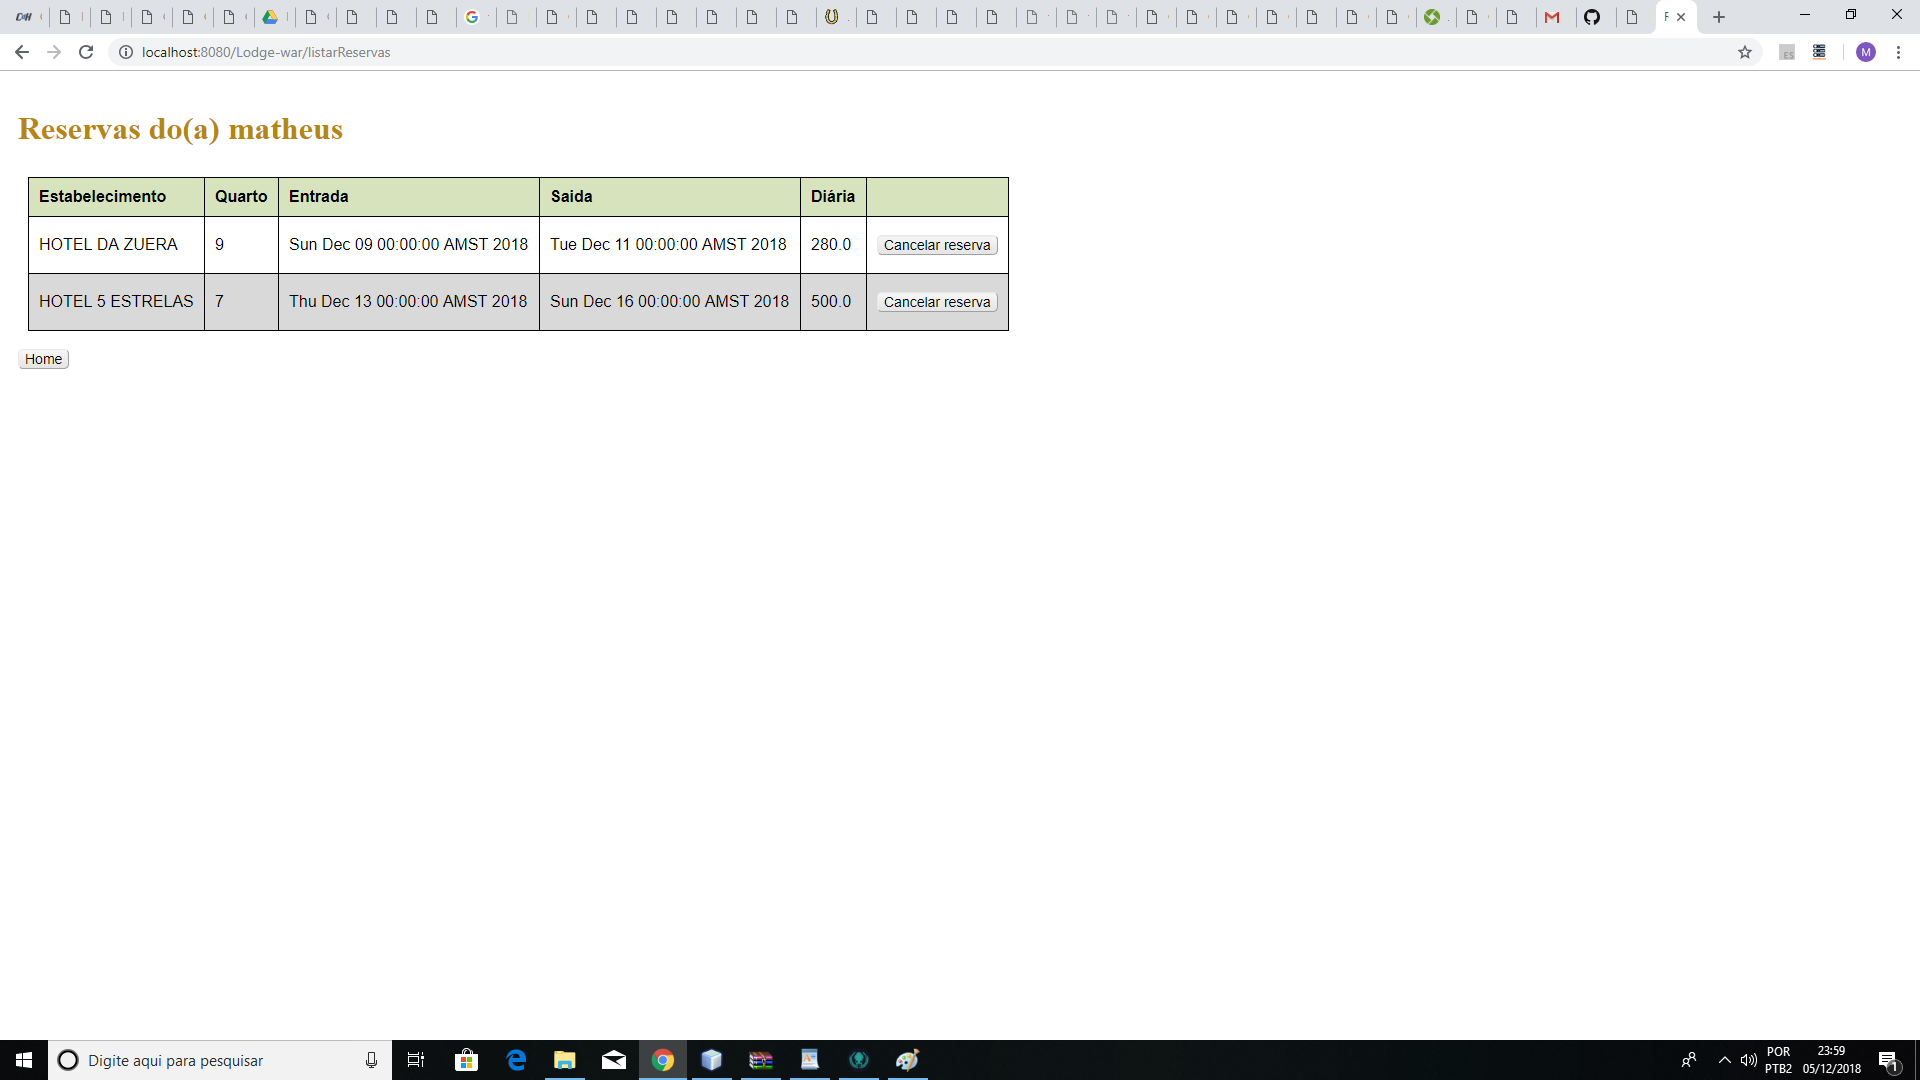 localhost:8080/Lodge-war/listarReservas
ES
M
Reservas do(a) matheus
Estabelecimento Quarto Entrada Saida Diária
HOTEL DA ZUERA 9 Sun Dec 09 00:00:00 AMST 2018 Tue Dec 11 00:00:00 AMST 2018 280.0 Cancelar reserva
HOTEL 5 ESTRELAS 7 Thu Dec 13 00:00:00 AMST 2018 Sun Dec 16 00:00:00 AMST 2018 500.0 Cancelar reserva
Home
Digite aqui para pesquisar
POR
PTB2
23:59
05/12/2018
1